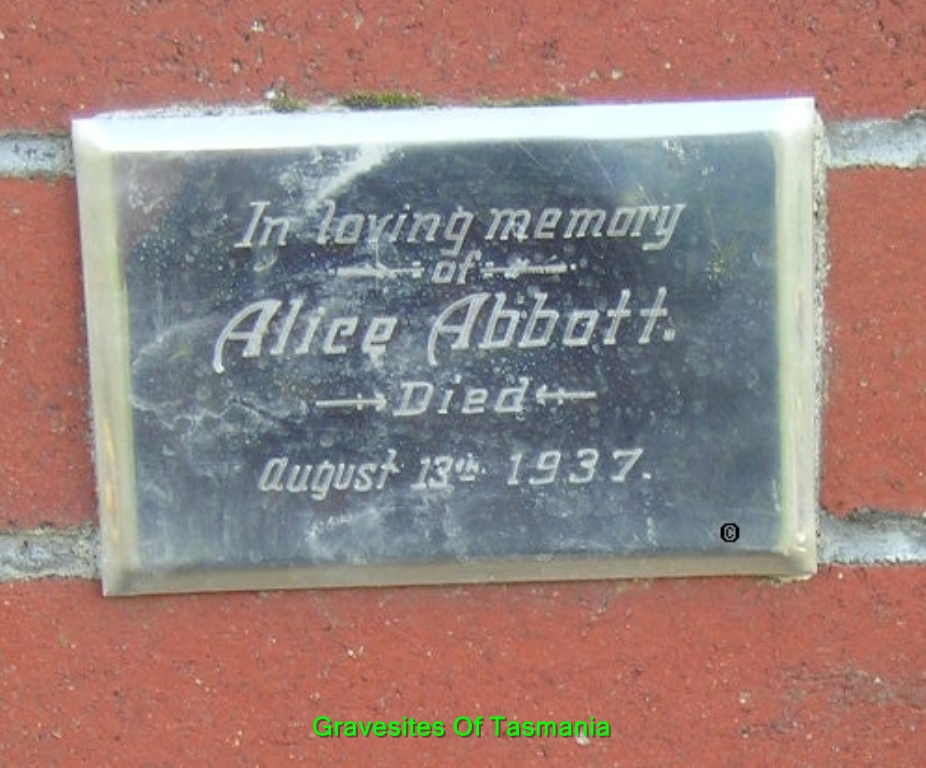 In loving memory
of
Alice Abbott.
Died
August 13th. 1937.
©
Gravesites Of Tasmania